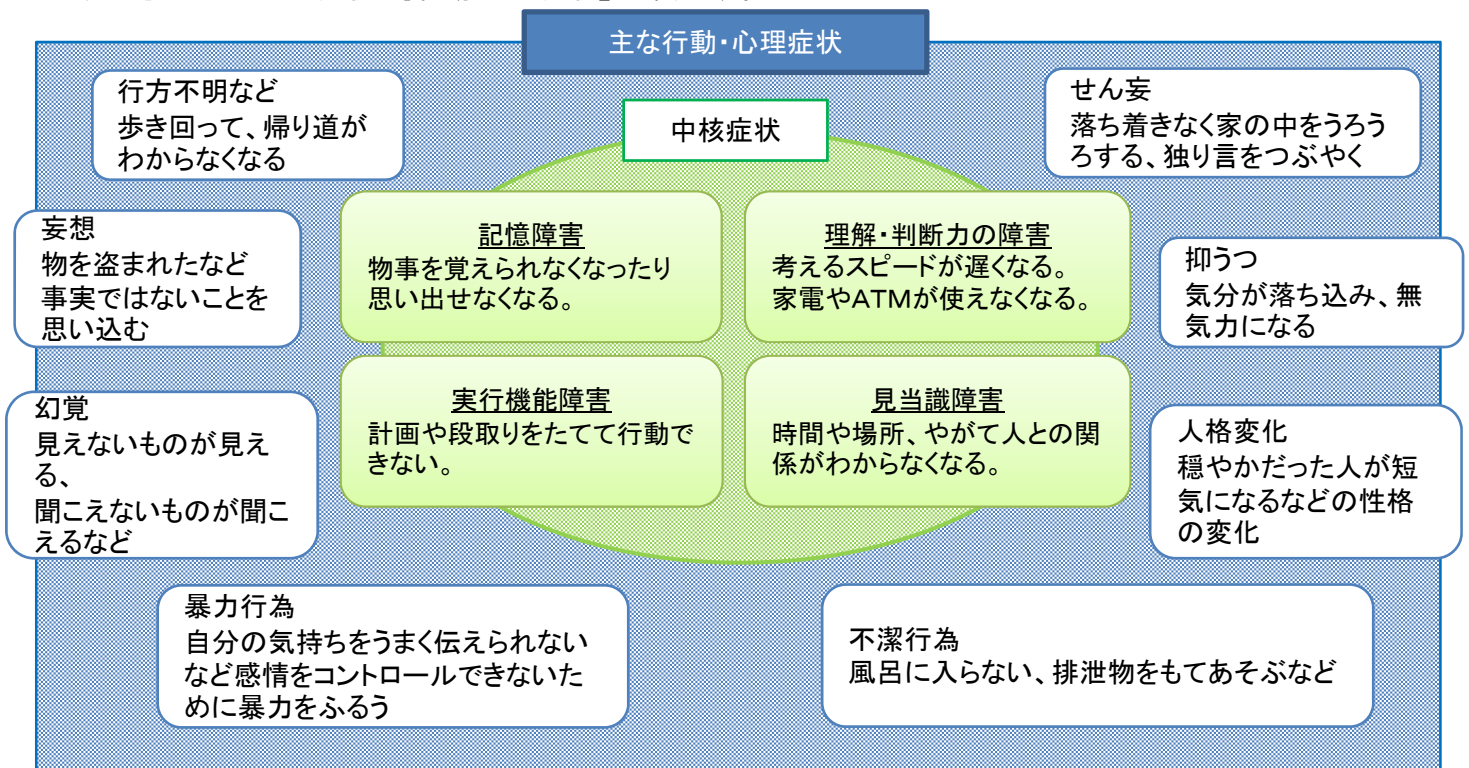 主な行動・心理症状
行方不明など
歩き回って、帰り道が
わからなくなる
せん妄
落ち着きなく家の中をうろう
ろする、独り言をつぶやく
中核症状
妄想
物を盗まれたなど
事実ではないことを
思い込む
記憶障害
物事を覚えられなくなったり
思い出せなくなる。
理解・判断力の障害
考えるスピードが遅くなる。
家電やATMが使えなくなる。
抑うつ
気分が落ち込み、無
気力になる
幻覚
見えないものが見え
る、
聞こえないものが聞こ
えるなど
実行機能障害
計画や段取りをたてて行動で
きない。
見当識障害
時間や場所、やがて人との関
係がわからなくなる。
人格変化
穏やかだった人が短
気になるなどの性格
の変化
暴力行為
自分の気持ちをうまく伝えられない
など感情をコントロールできないた
めに暴力をふるう
不潔行為
風呂に入らない、排泄物をもてあそぶなど